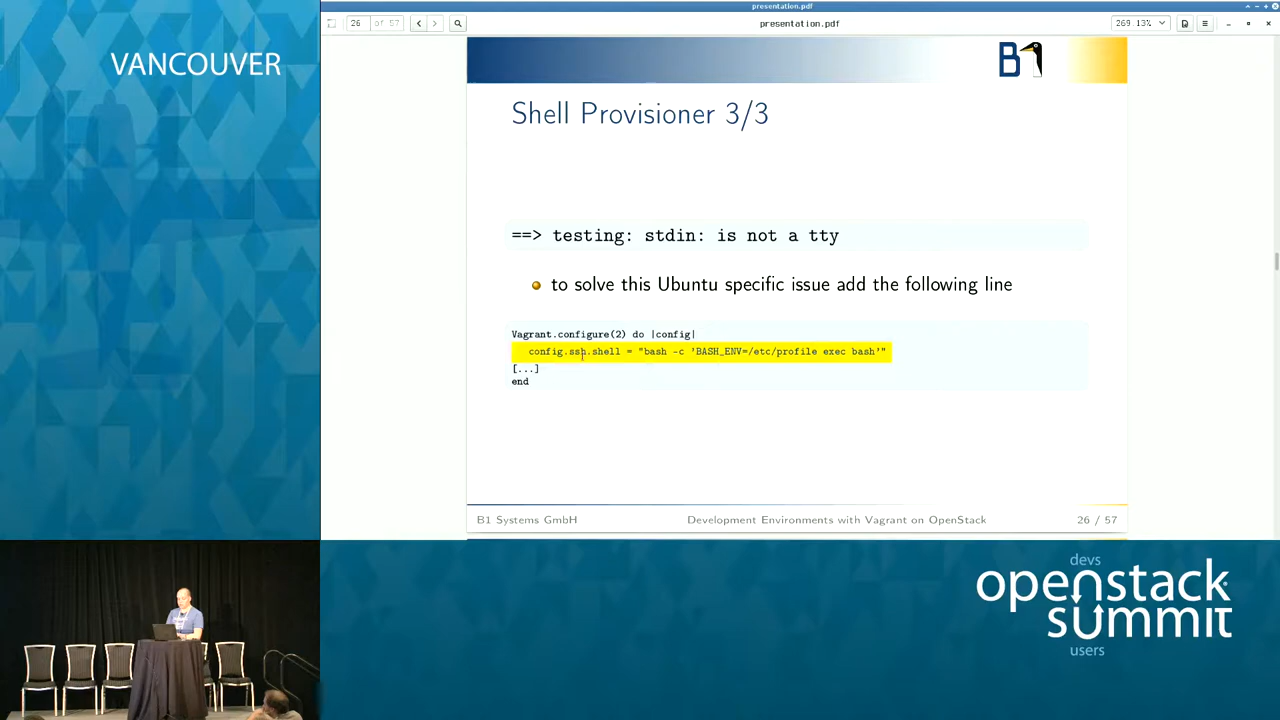 presentation.pdf
26 of 57
presentation.pdf
269.13%
VANCOUVER
B1
Shell Provisioner 3/3
==> testing: stdin: is not a tty
to solve this Ubuntu specific issue add the following line
Vagrant.configure(2) do |config|
config.ssh.shell = "bash -c 'BASH_ENV=/etc/profile exec bash'"
[...]
end
B1 Systems GmbH
Development Environments with Vagrant on OpenStack
26 / 57
devs
openstack
summit
users